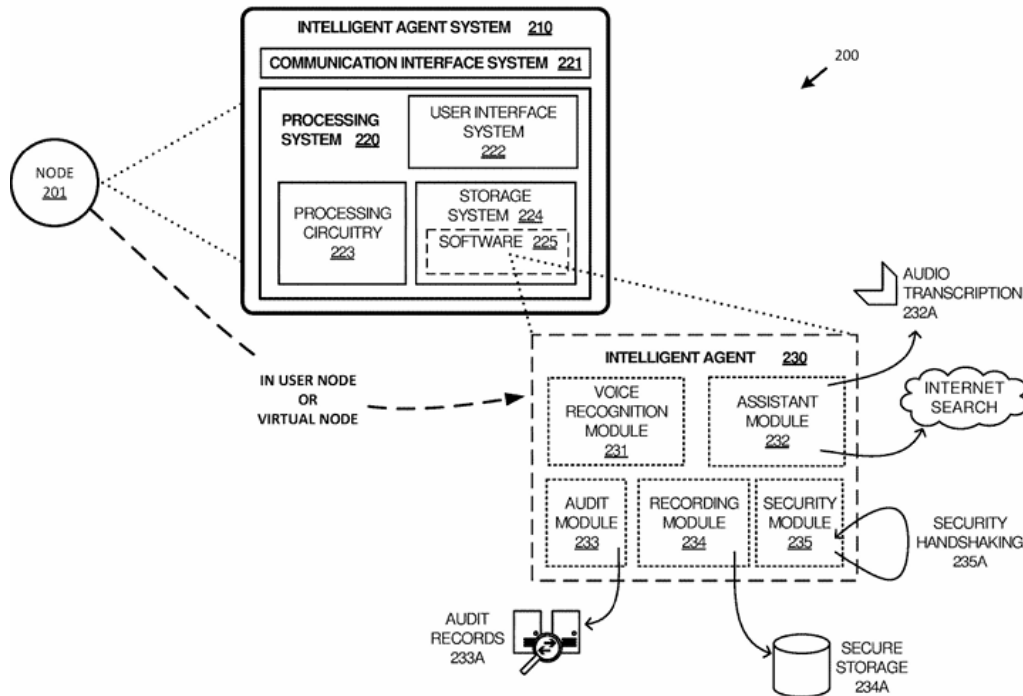 INTELLIGENT AGENT SYSTEM 210
COMMUNICATION INTERFACE SYSTEM 221
200
PROCESSING
SYSTEM 220
USER INTERFACE
SYSTEM
222
NODE
201
PROCESSING
CIRCUITRY
223
STORAGE
SYSTEM 224
SOFTWARE 225
AUDIO
TRANSCRIPTION
232A
IN USER NODE
OR
VIRTUAL NODE
INTELLIGENT AGENT 230
VOICE
RECOGNITION
MODULE
231
ASSISTANT
MODULE
232
INTERNET
SEARCH
AUDIT
MODULE
233
RECORDING
MODULE
234
SECURITY
MODULE
235
SECURITY
HANDSHAKING
235A
AUDIT
RECORDS
233A
SECURE
STORAGE
234A